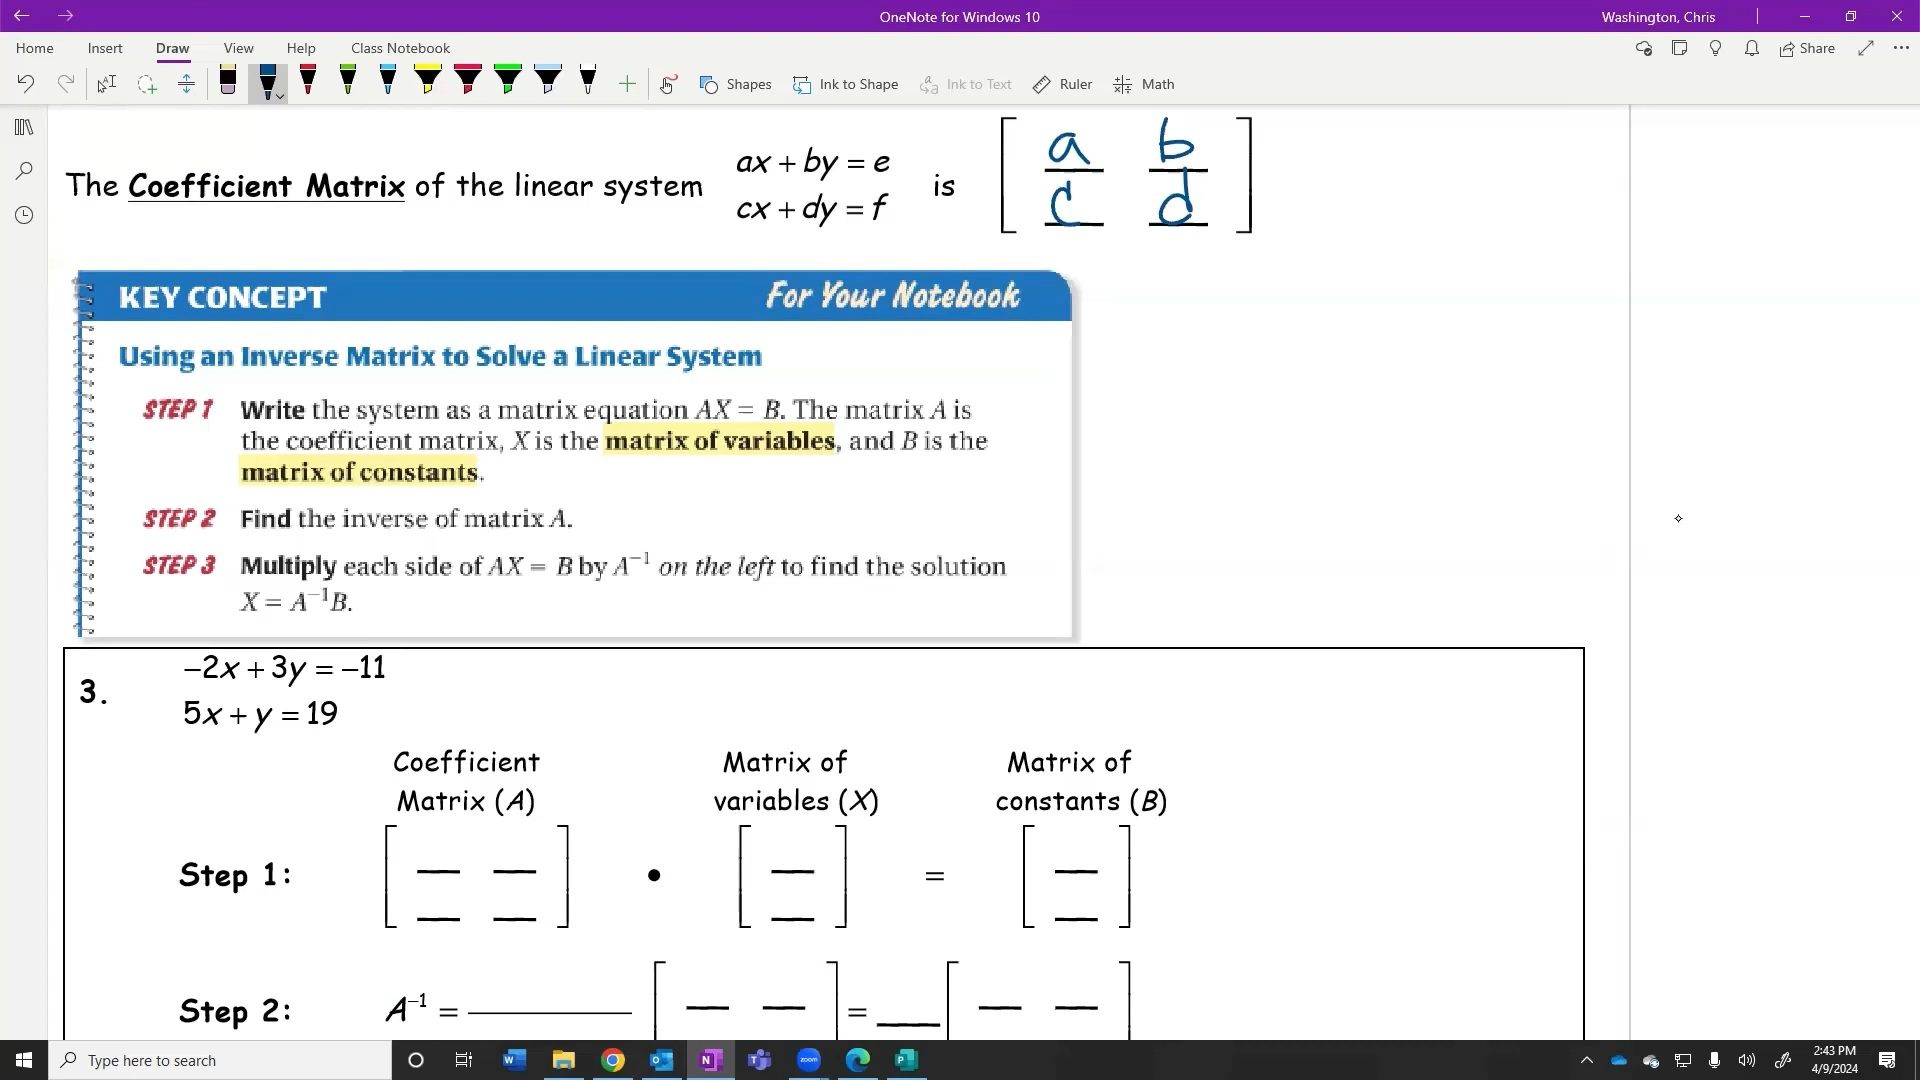 OneNote for Windows 10
Washington, Chris
Home Insert Draw View Help Class Notebook
Share
Shapes Ink to Shape Ink to Text Ruler Math
The Coefficient Matrix of the linear system
ax + by = e
cx + dy = f
is
a b
c d
KEY CONCEPT For Your Notebook
Using an Inverse Matrix to Solve a Linear System
STEP 1 Write the system as a matrix equation AX = B. The matrix A is
the coefficient matrix, X is the matrix of variables, and B is the
matrix of constants.
STEP 2 Find the inverse of matrix A.
STEP 3 Multiply each side of AX = B by A⁻¹ on the left to find the solution
X = A⁻¹B.
3.
−2x + 3y = −11
5x + y = 19
Coefficient Matrix of Matrix of
Matrix (A) variables (X) constants (B)
Step 1: • =
Step 2: A⁻¹ = =
Type here to search
2:43 PM
4/9/2024